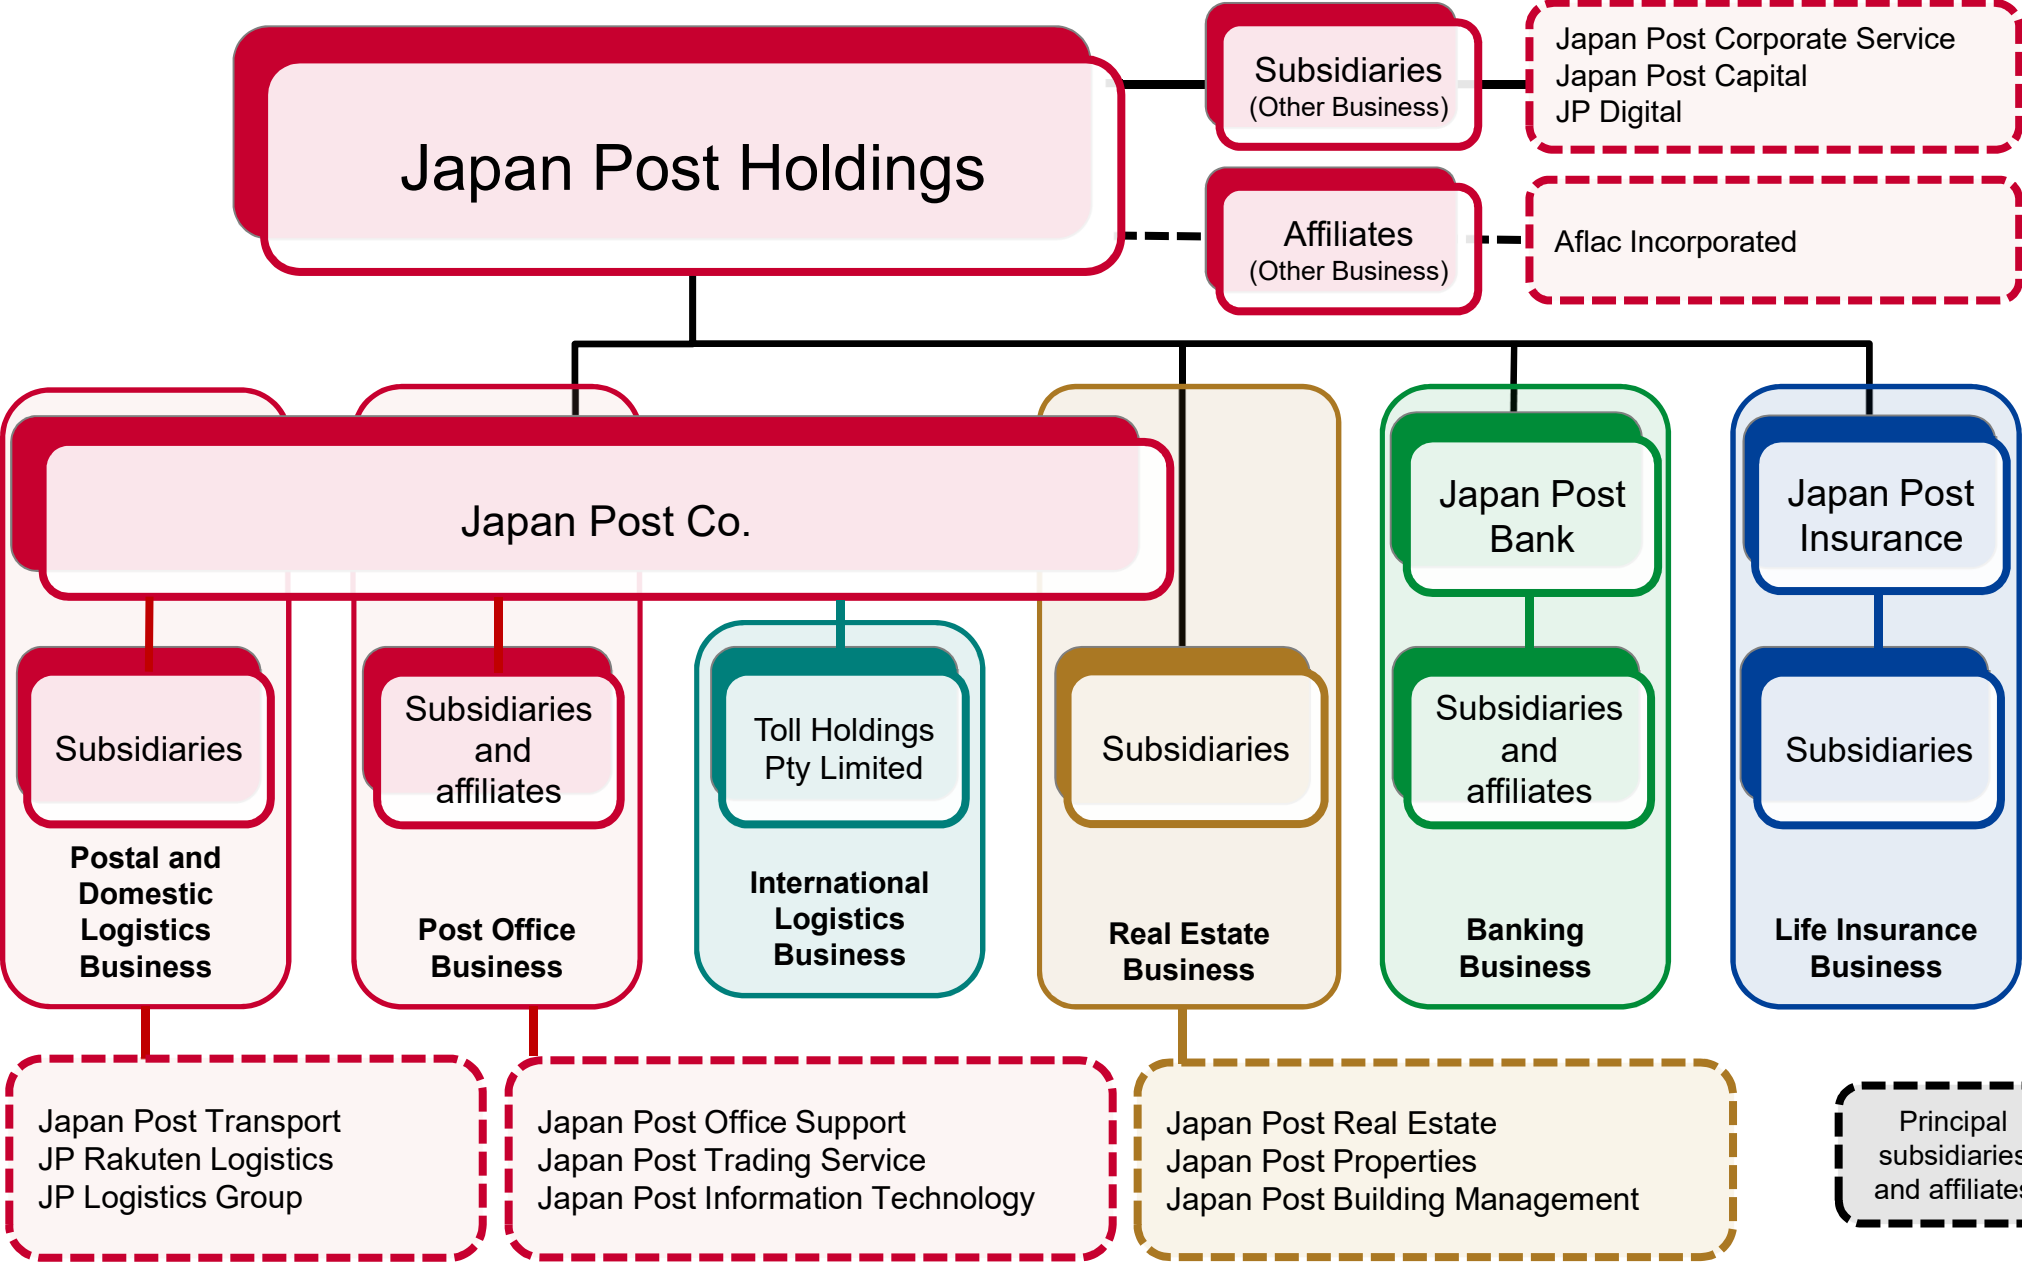 Japan Post Holdings
Subsidiaries
(Other Business)
Japan Post Corporate Service
Japan Post Capital
JP Digital
Affiliates
(Other Business)
Aflac Incorporated
Japan Post Co.
Japan Post
Bank
Japan Post
Insurance
Subsidiaries
Subsidiaries
and
affiliates
Toll Holdings
Pty Limited
Subsidiaries
Subsidiaries
and
affiliates
Subsidiaries
Postal and
Domestic
Logistics
Business
Post Office
Business
International
Logistics
Business
Real Estate
Business
Banking
Business
Life Insurance
Business
Japan Post Transport
JP Rakuten Logistics
JP Logistics Group
Japan Post Office Support
Japan Post Trading Service
Japan Post Information Technology
Japan Post Real Estate
Japan Post Properties
Japan Post Building Management
Principal
subsidiaries
and affiliates